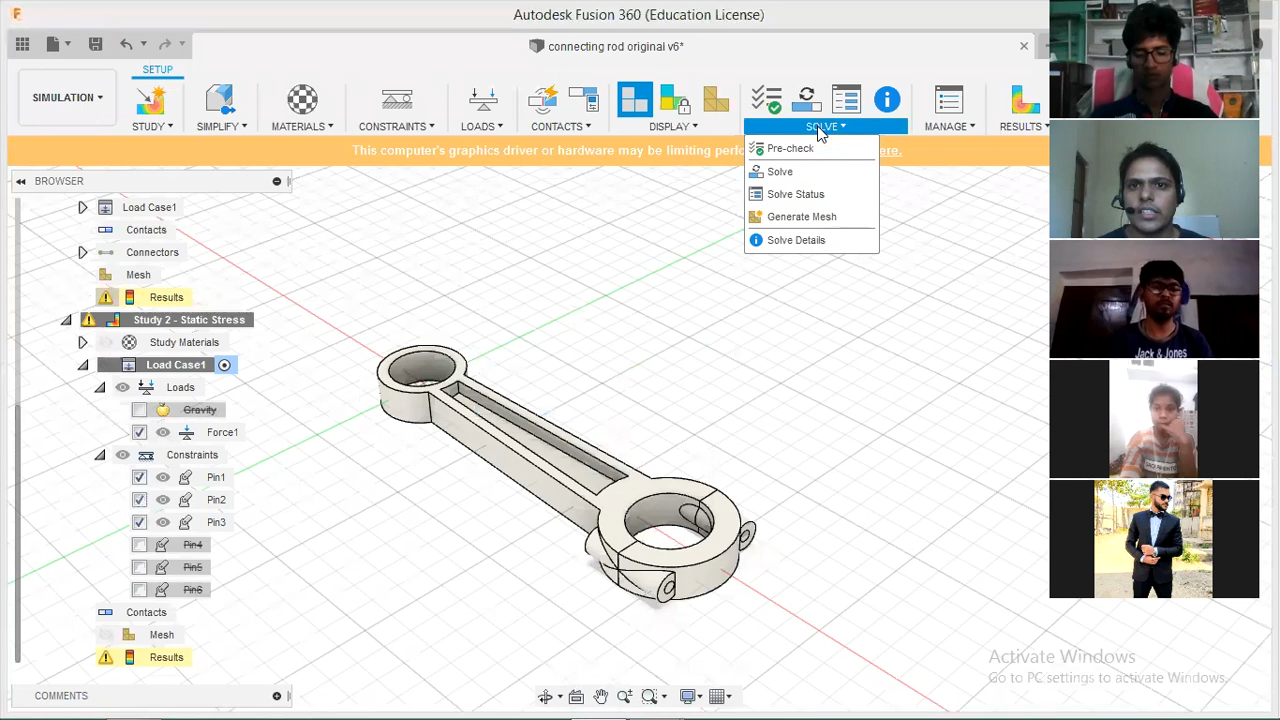 Autodesk Fusion 360 (Education License)
connecting rod original v6*
SETUP
SIMULATION
STUDY
SIMPLIFY
MATERIALS
CONSTRAINTS
LOADS
CONTACTS
DISPLAY
SOLVE
MANAGE
RESULTS
This computer's graphics driver or hardware may be limiting perfo
ere.
Pre-check
Solve
Solve Status
Generate Mesh
Solve Details
BROWSER
Load Case1
Contacts
Connectors
Mesh
Results
Study 2 - Static Stress
Study Materials
Load Case1
Loads
Gravity
Force1
Constraints
Pin1
Pin2
Pin3
Pin4
Pin5
Pin6
Contacts
Mesh
Results
COMMENTS
Jack & Jones
Activate Windows
Go to PC settings to activate Windows.